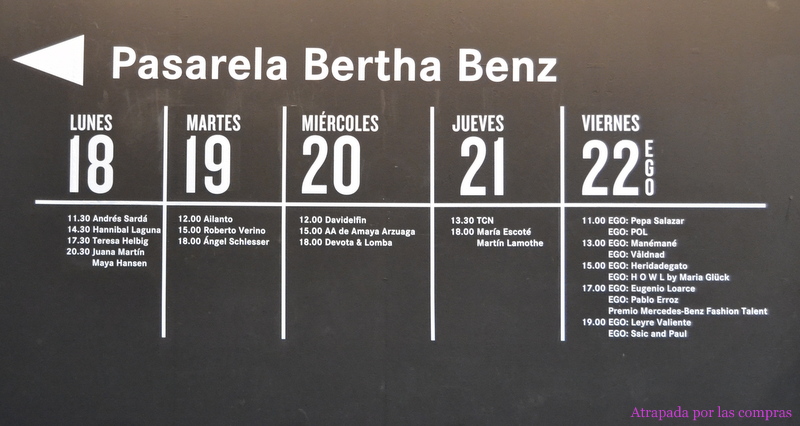 Pasarela Bertha Benz
LUNES
18
11.30 Andrés Sardá
14.30 Hannibal Laguna
17.30 Teresa Helbig
20.30 Juana Martín
Maya Hansen
MARTES
19
12.00 Ailanto
15.00 Roberto Verino
18.00 Ángel Schlesser
MIÉRCOLES
20
12.00 Davidelfin
15.00 AA de Amaya Arzuaga
18.00 Devota & Lomba
JUEVES
21
13.30 TCN
18.00 María Escoté
Martín Lamothe
VIERNES
22 EGO
11.00 EGO: Pepa Salazar
EGO: POL
13.00 EGO: Manémané
EGO: Våldnad
15.00 EGO: Heridadegato
EGO: H O W L by Maria Glück
17.00 EGO: Eugenio Loarce
EGO: Pablo Erroz
Premio Mercedes-Benz Fashion Talent
19.00 EGO: Leyre Valiente
EGO: Ssic and Paul
Atrapada por las compras